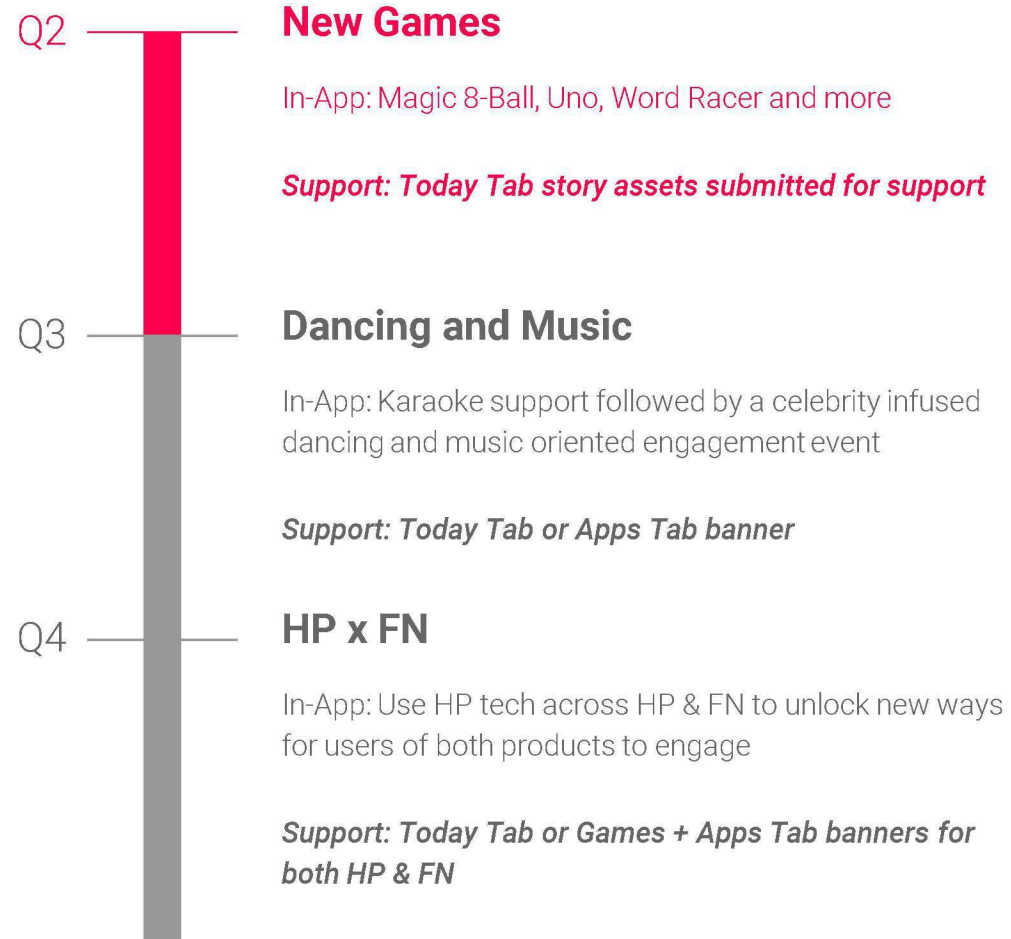 Q2
New Games
In-App: Magic 8-Ball, Uno, Word Racer and more
Support: Today Tab story assets submitted for support
Q3
Dancing and Music
In-App: Karaoke support followed by a celebrity infused
dancing and music oriented engagement event
Support: Today Tab or Apps Tab banner
Q4
HP x FN
In-App: Use HP tech across HP & FN to unlock new ways
for users of both products to engage
Support: Today Tab or Games + Apps Tab banners for
both HP & FN